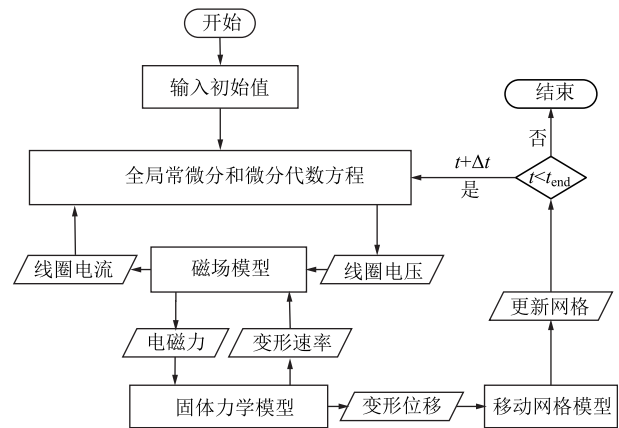 开始
输入初始值
结束
否
全局常微分和微分代数方程
t+Δt
是
t<t_end
线圈电流
磁场模型
线圈电压
更新网格
电磁力
变形速率
固体力学模型
变形位移
移动网格模型